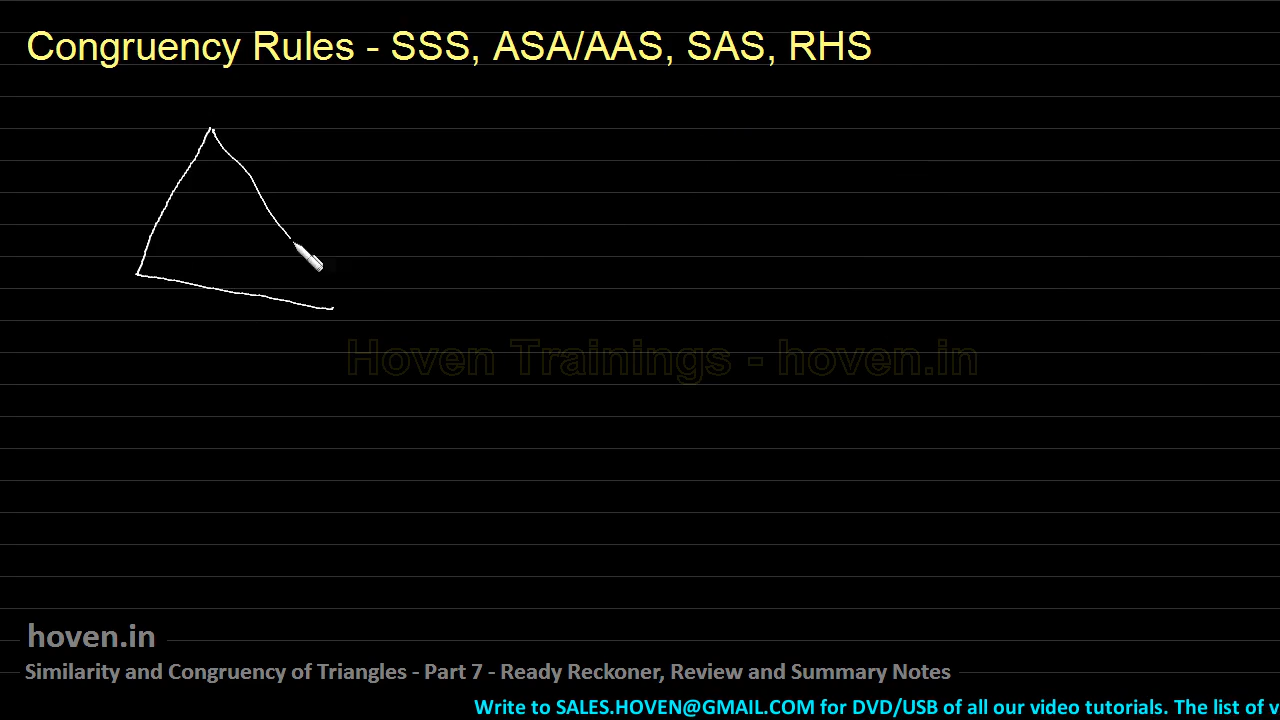 Congruency Rules - SSS, ASA/AAS, SAS, RHS
Hoven Trainings - hoven.in
hoven.in
Similarity and Congruency of Triangles - Part 7 - Ready Reckoner, Review and Summary Notes
Write to SALES.HOVEN@GMAIL.COM for DVD/USB of all our video tutorials. The list of v